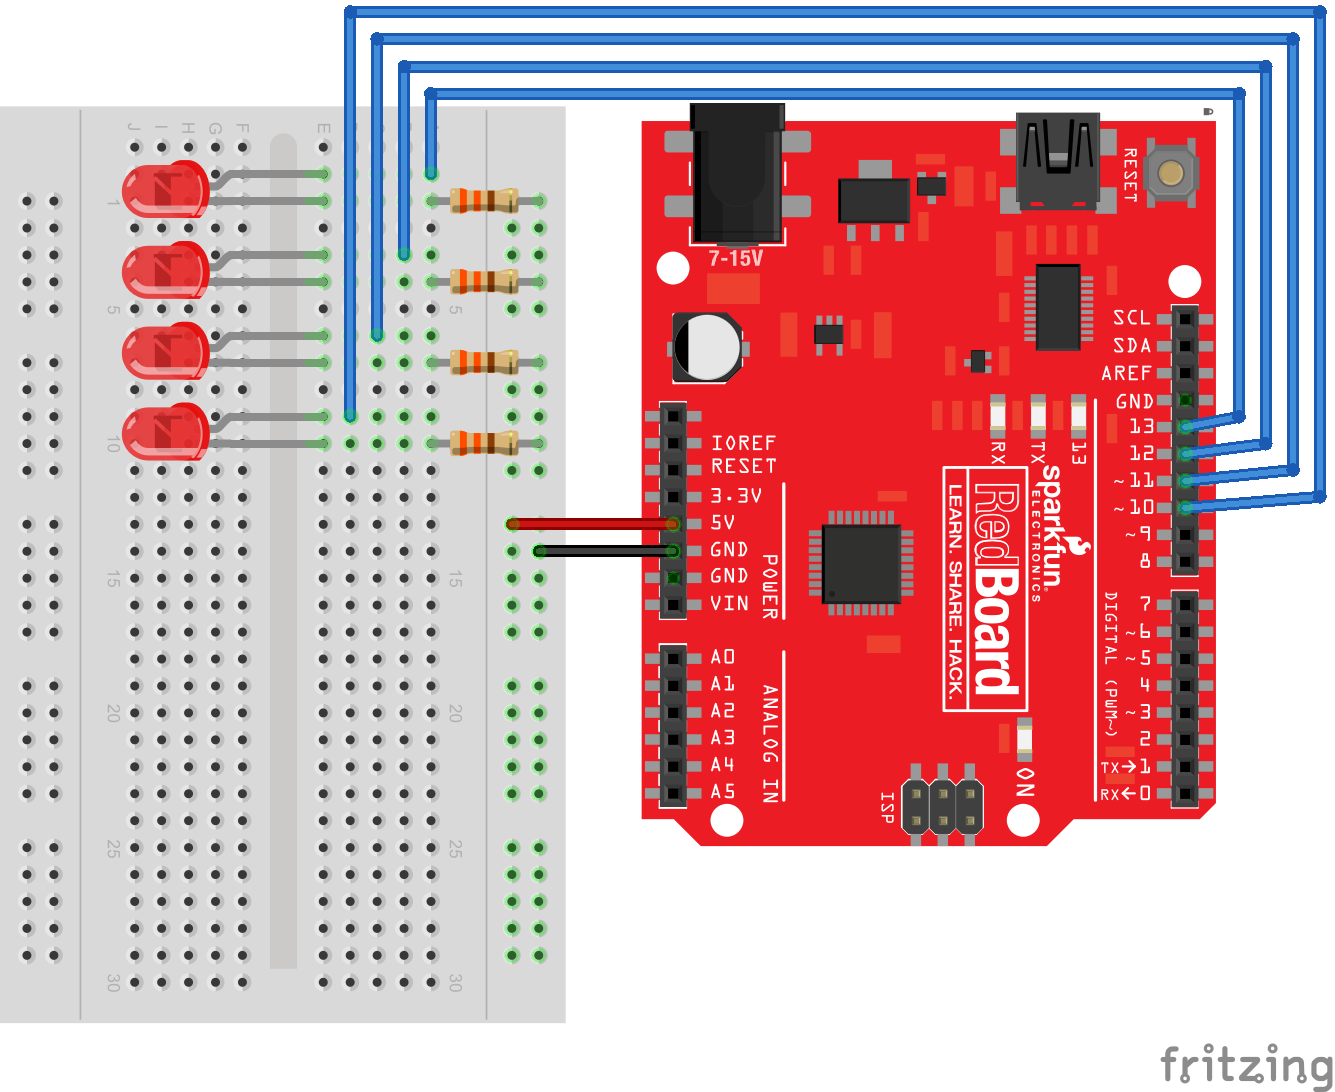 J I H G F E
1
5
10
15
20
25
30
5
15
25
30
7-15V
RESET
SCL
SDA
AREF
GND
13
12
~11
~10
~9
8
7
~6
~5
4
~3
2
TX→1
RX←0
DIGITAL (PWM~)
IOREF
RESET
3.3V
5V
GND
GND
VIN
POWER
A0
A1
A2
A3
A4
A5
ANALOG IN
RX
TX
13
sparkfun
ELECTRONICS
RedBoard
LEARN. SHARE. HACK.
ON
ISP
fritzing